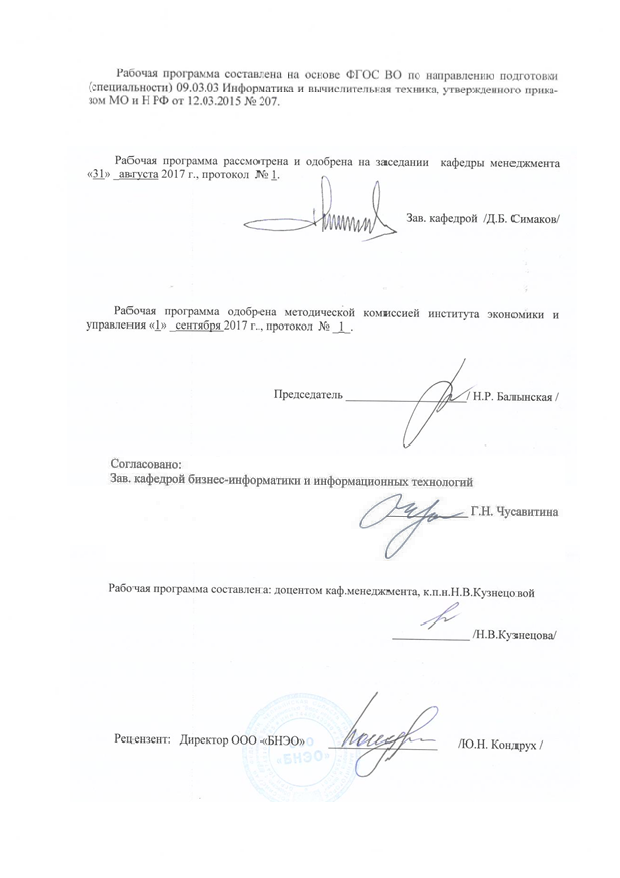 Рабочая программа составлена на основе ФГОС ВО по направлению подготовки
(специальности) 09.03.03 Информатика и вычислительная техника, утвержденного прика-
зом МО и Н РФ от 12.03.2015 № 207.
Рабочая программа рассмотрена и одобрена на заседании кафедры менеджмента
«31» августа 2017 г., протокол № 1.
Зав. кафедрой /Д.Б. Симаков/
Рабочая программа одобрена методической комиссией института экономики и
управления «1» сентября 2017 г.., протокол № 1 .
Председатель / Н.Р. Балынская /
Согласовано:
Зав. кафедрой бизнес-информатики и информационных технологий
Г.Н. Чусавитина
Рабочая программа составлена: доцентом каф.менеджмента, к.п.н.Н.В.Кузнецовой
/Н.В.Кузнецова/
Рецензент: Директор ООО «БНЭО» /Ю.Н. Кондрух /
«БНЭО»